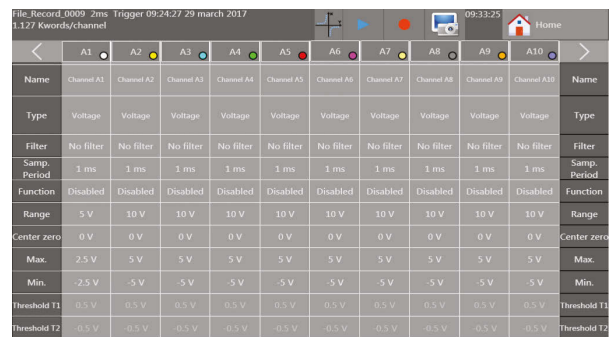 File_Record_0009 2ms Trigger 09:24:27 29 march 2017
1.127 Kwords/channel
09:33:25
Home
A1 A2 A3 A4 A5 A6 A7 A8 A9 A10
Name Channel A1 Channel A2 Channel A3 Channel A4 Channel A5 Channel A6 Channel A7 Channel A8 Channel A9 Channel A10 Name
Type Voltage Voltage Voltage Voltage Voltage Voltage Voltage Voltage Voltage Voltage Type
Filter No filter No filter No filter No filter No filter No filter No filter No filter No filter No filter Filter
Samp. Period 1 ms 1 ms 1 ms 1 ms 1 ms 1 ms 1 ms 1 ms 1 ms 1 ms Samp. Period
Function Disabled Disabled Disabled Disabled Disabled Disabled Disabled Disabled Disabled Disabled Function
Range 5 V 10 V 10 V 10 V 10 V 10 V 10 V 10 V 10 V 10 V Range
Center zero 0 V 0 V 0 V 0 V 0 V 0 V 0 V 0 V 0 V 0 V Center zero
Max. 2.5 V 5 V 5 V 5 V 5 V 5 V 5 V 5 V 5 V 5 V Max.
Min. -2.5 V -5 V -5 V -5 V -5 V -5 V -5 V -5 V -5 V -5 V Min.
Threshold T1 0.5 V 0.5 V 0.5 V 0.5 V 0.5 V 0.5 V 0.5 V 0.5 V 0.5 V 0.5 V Threshold T1
Threshold T2 -0.5 V -0.5 V -0.5 V -0.5 V -0.5 V -0.5 V -0.5 V -0.5 V -0.5 V -0.5 V Threshold T2